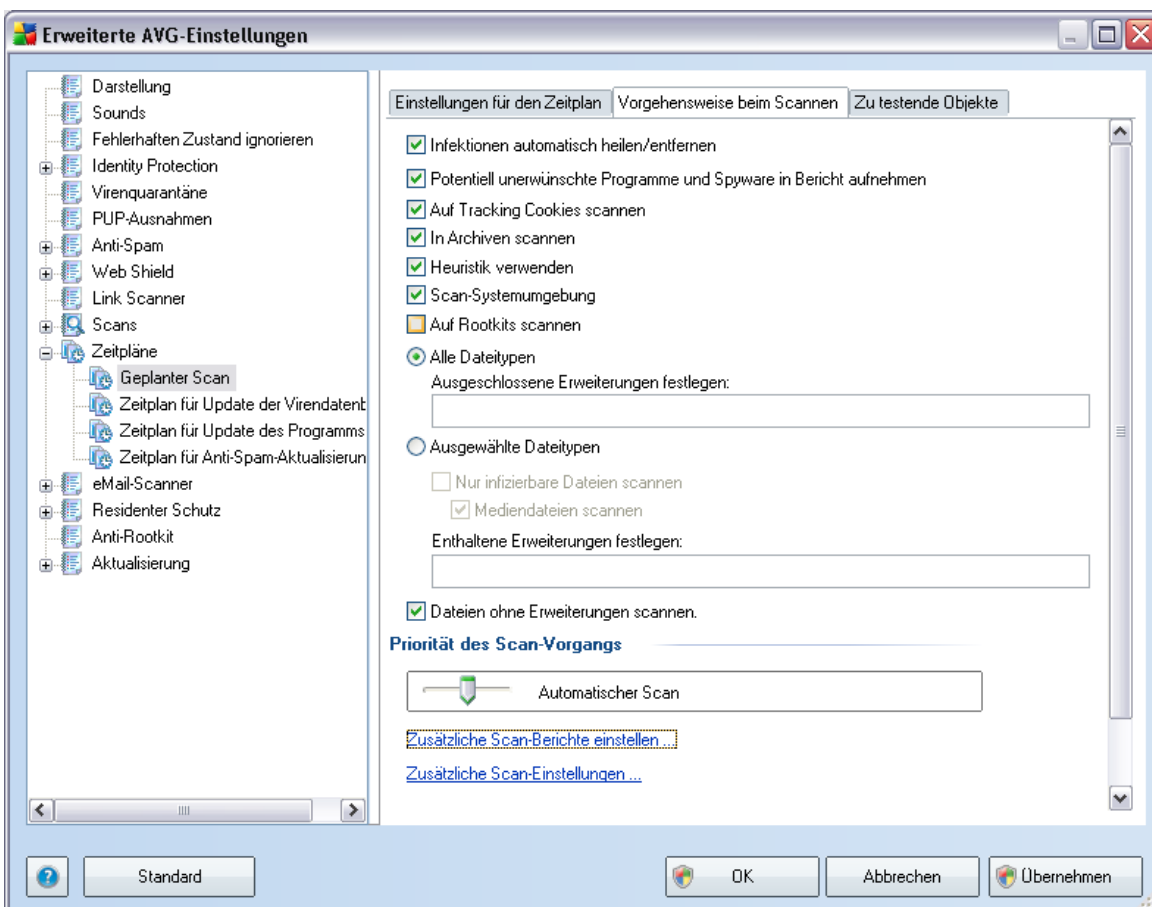 Erweiterte AVG-Einstellungen
Darstellung
Sounds
Fehlerhaften Zustand ignorieren
Identity Protection
Virenquarantäne
PUP-Ausnahmen
Anti-Spam
Web Shield
Link Scanner
Scans
Zeitpläne
Geplanter Scan
Zeitplan für Update der Virendatenb
Zeitplan für Update des Programms
Zeitplan für Anti-Spam-Aktualisierun
eMail-Scanner
Residenter Schutz
Anti-Rootkit
Aktualisierung
Einstellungen für den Zeitplan Vorgehensweise beim Scannen Zu testende Objekte
Infektionen automatisch heilen/entfernen
Potentiell unerwünschte Programme und Spyware in Bericht aufnehmen
Auf Tracking Cookies scannen
In Archiven scannen
Heuristik verwenden
Scan-Systemumgebung
Auf Rootkits scannen
Alle Dateitypen
Ausgeschlossene Erweiterungen festlegen:
Ausgewählte Dateitypen
Nur infizierbare Dateien scannen
Mediendateien scannen
Enthaltene Erweiterungen festlegen:
Dateien ohne Erweiterungen scannen.
Priorität des Scan-Vorgangs
Automatischer Scan
Zusätzliche Scan-Berichte einstellen ...
Zusätzliche Scan-Einstellungen ...
Standard OK Abbrechen Übernehmen